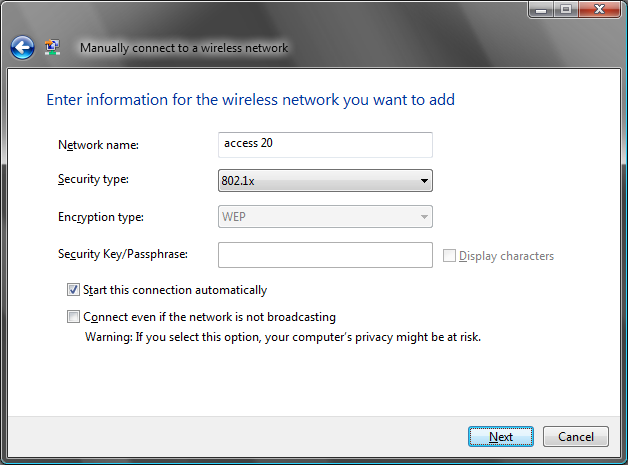 Manually connect to a wireless network
Enter information for the wireless network you want to add
Network name: access 20
Security type: 802.1x
Encryption type: WEP
Security Key/Passphrase: Display characters
Start this connection automatically
Connect even if the network is not broadcasting
Warning: If you select this option, your computer's privacy might be at risk.
Next Cancel